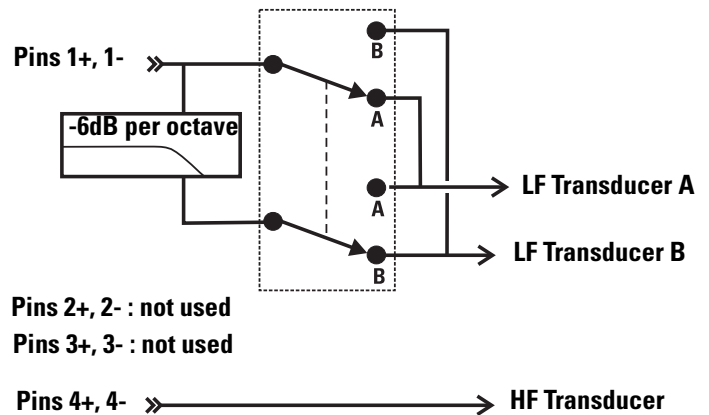 B
Pins 1+, 1-
A
-6dB per octave
A
LF Transducer A
B
LF Transducer B
Pins 2+, 2- : not used
Pins 3+, 3- : not used
Pins 4+, 4-
HF Transducer